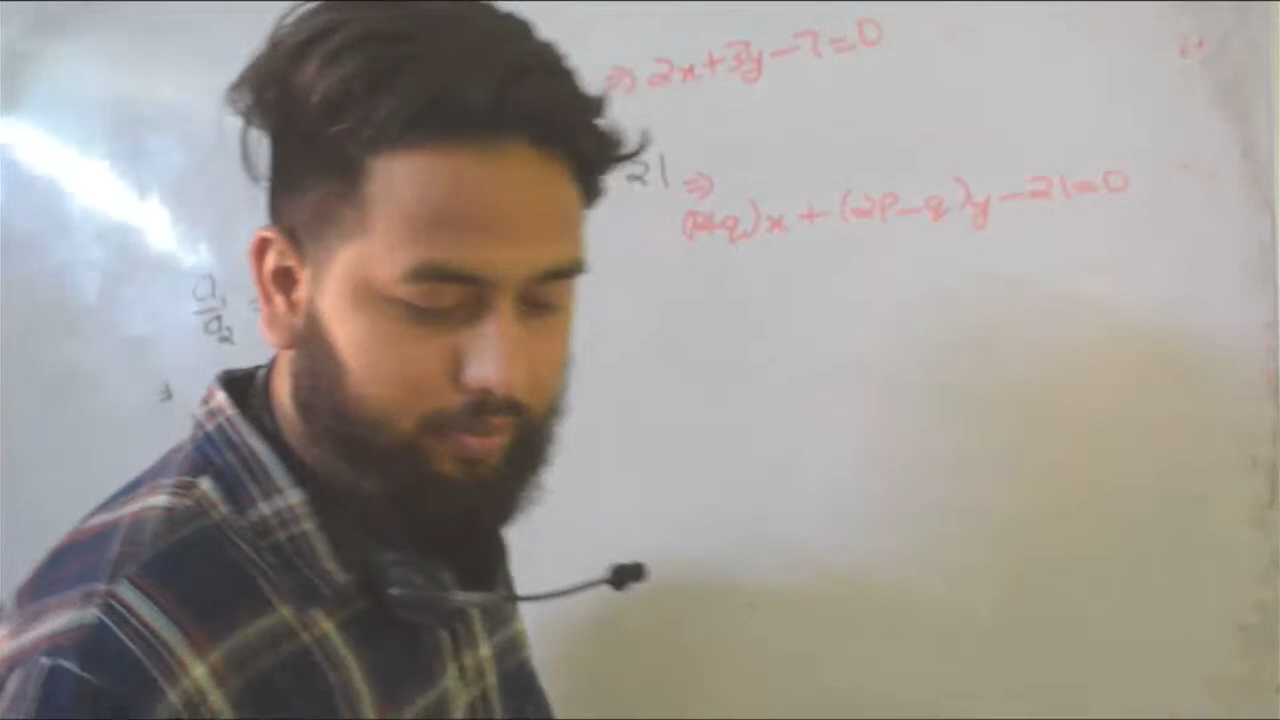 ⇒ 2x+3y-7=0
21 ⇒
(p+q)x + (2p-q)y-21=0
a₁/a₂ =